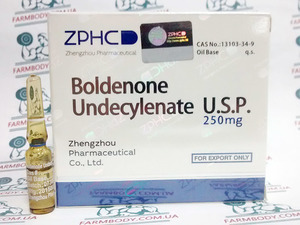 ZPHCD
Zhengzhou Pharmaceutical
CAS No.:13103-34-9
Oil Base q.s.
Boldenone
Undecylenate U.S.P.
250mg
Zhengzhou
Pharmaceutical
Co., Ltd.
FOR EXPORT ONLY
FARMBODY
FARMBODY.COM.UA